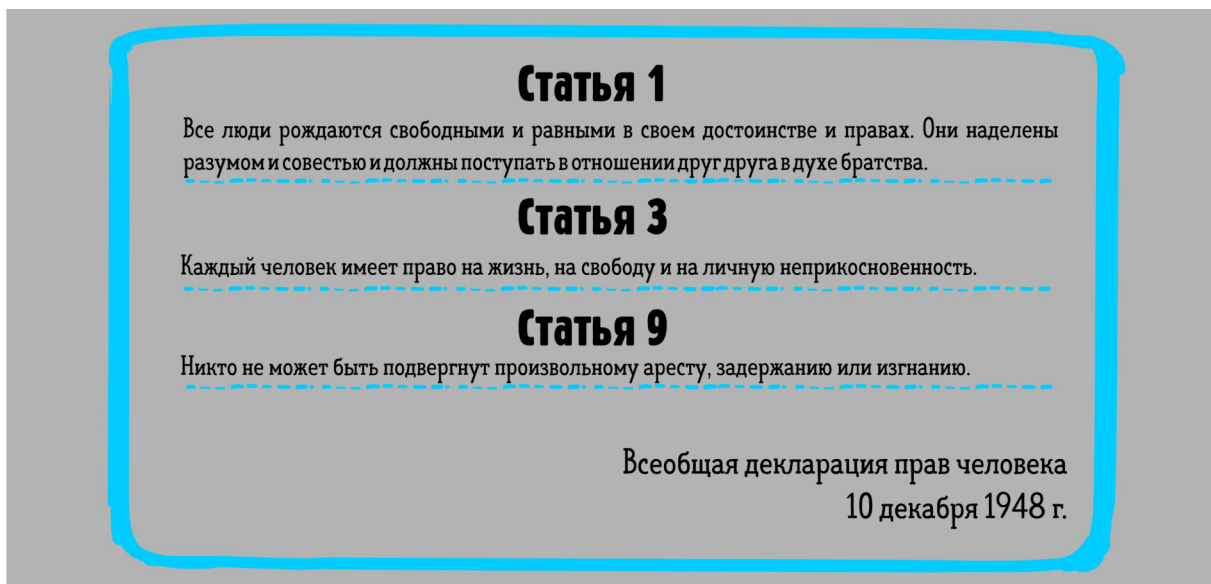 Статья 1
Все люди рождаются свободными и равными в своем достоинстве и правах. Они наделены
разумом и совестью и должны поступать в отношении друг друга в духе братства.
Статья 3
Каждый человек имеет право на жизнь, на свободу и на личную неприкосновенность.
Статья 9
Никто не может быть подвергнут произвольному аресту, задержанию или изгнанию.
Всеобщая декларация прав человека
10 декабря 1948 г.